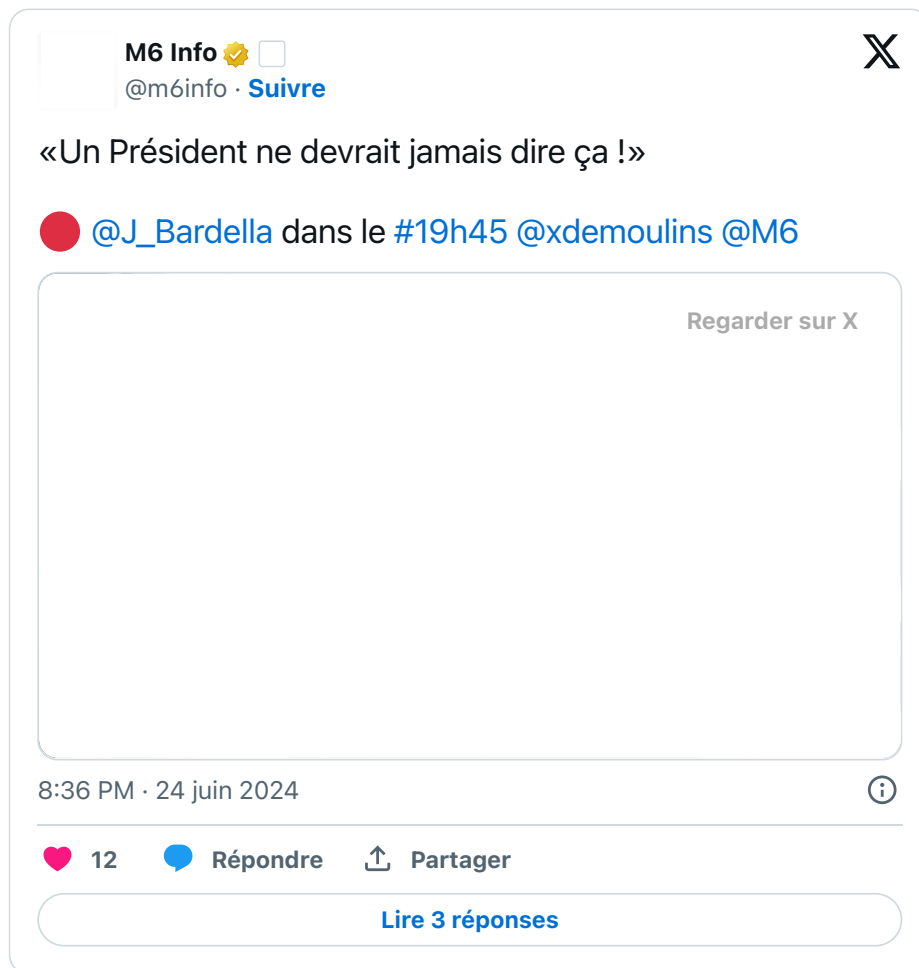 M6 Info
@m6info · Suivre
«Un Président ne devrait jamais dire ça !»
@J_Bardella dans le #19h45 @xdemoulins @M6
Regarder sur X
8:36 PM · 24 juin 2024
12 Répondre Partager
Lire 3 réponses